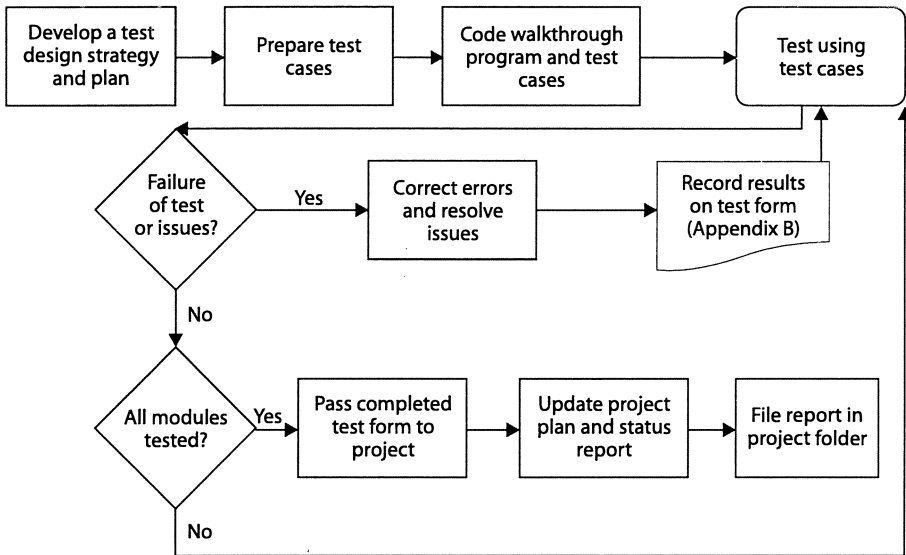 Develop a test
design strategy
and plan
Prepare test
cases
Code walkthrough
program and test
cases
Test using
test cases
Failure
of test
or issues?
Yes
Correct errors
and resolve
issues
Record results
on test form
(Appendix B)
No
All modules
tested?
Yes
Pass completed
test form to
project
Update project
plan and status
report
File report in
project folder
No